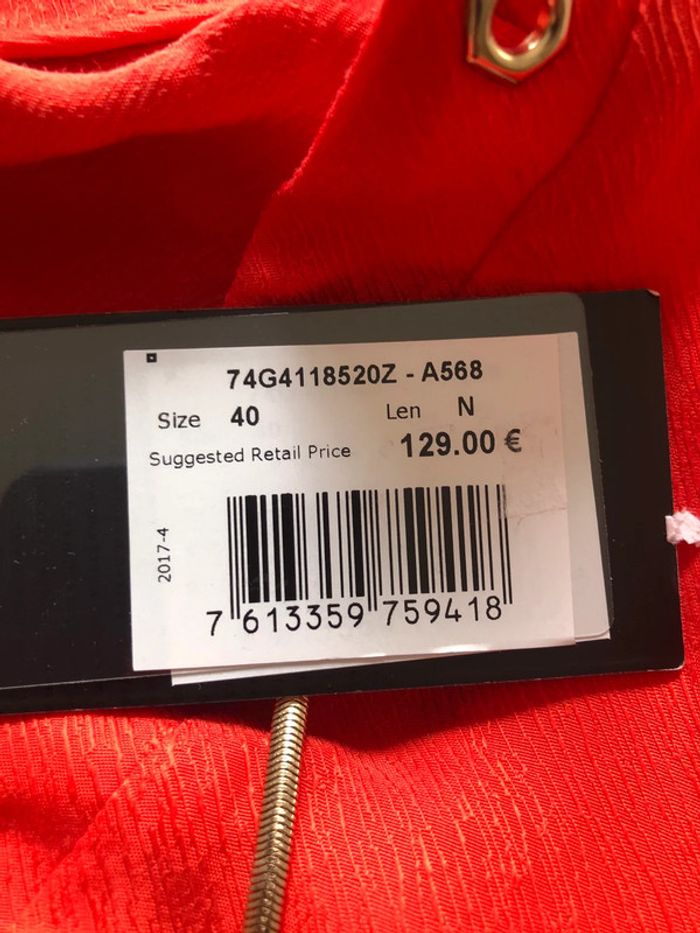 74G4118520Z - A568
Size 40 Len N
Suggested Retail Price 129.00 €
2017-4
7 613359 759418